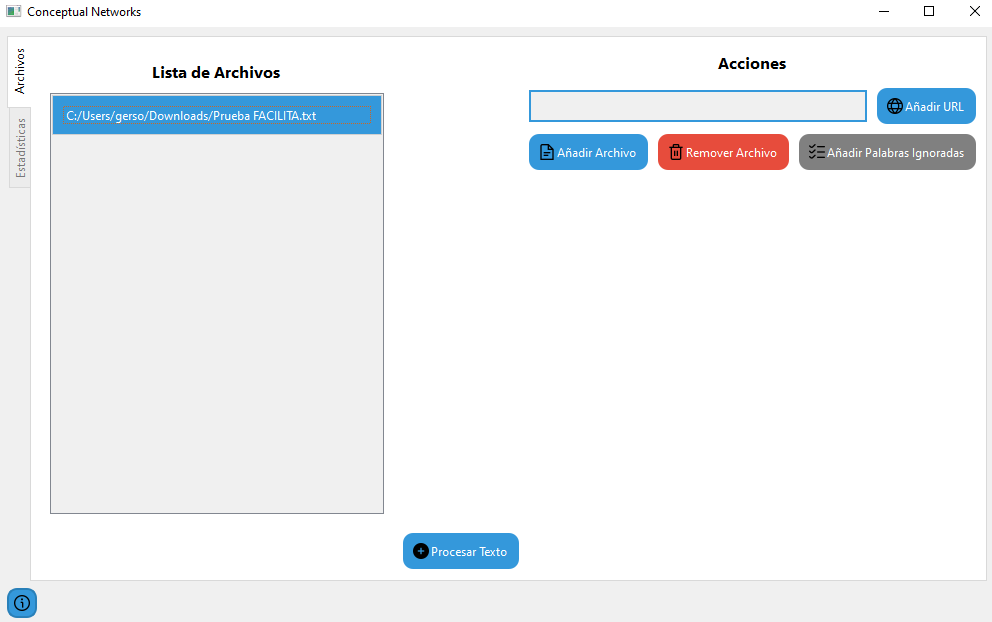 Conceptual Networks
Archivos
Estadísticas
Lista de Archivos
C:/Users/gerso/Downloads/Prueba FACILITA.txt
Acciones
Añadir URL
Añadir Archivo
Remover Archivo
Añadir Palabras Ignoradas
Procesar Texto